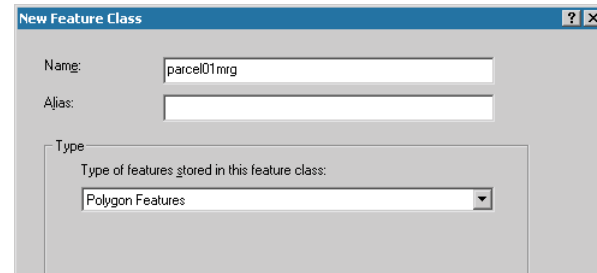 New Feature Class
Name:
parcel01mrg
Alias:
Type
Type of features stored in this feature class:
Polygon Features